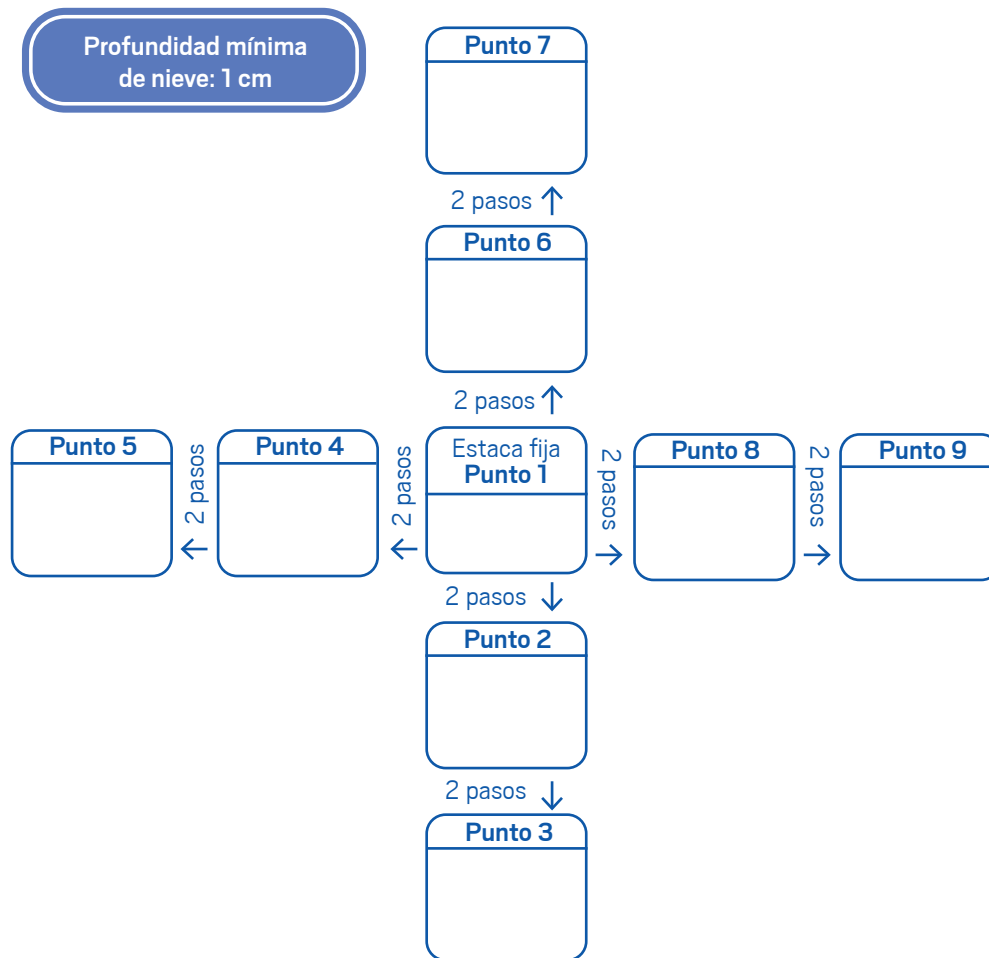 Profundidad mínima
de nieve: 1 cm
Punto 7
2 pasos
Punto 6
2 pasos
Punto 5
2 pasos
Punto 4
2 pasos
Estaca fija
Punto 1
2 pasos
Punto 8
2 pasos
Punto 9
2 pasos
Punto 2
2 pasos
Punto 3